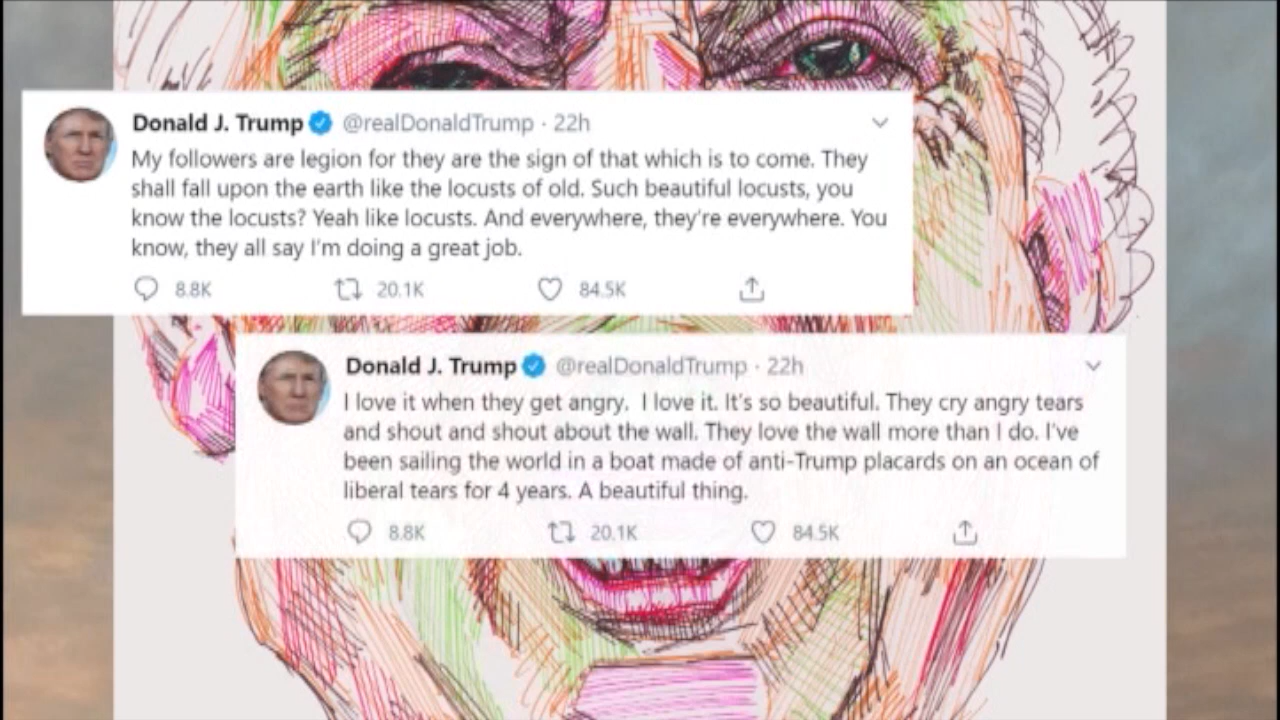 Donald J. Trump @realDonaldTrump · 22h
My followers are legion for they are the sign of that which is to come. They
shall fall upon the earth like the locusts of old. Such beautiful locusts, you
know the locusts? Yeah like locusts. And everywhere, they're everywhere. You
know, they all say I'm doing a great job.
8.8K 20.1K 84.5K
Donald J. Trump @realDonaldTrump · 22h
I love it when they get angry. I love it. It's so beautiful. They cry angry tears
and shout and shout about the wall. They love the wall more than I do. I've
been sailing the world in a boat made of anti-Trump placards on an ocean of
liberal tears for 4 years. A beautiful thing.
8.8K 20.1K 84.5K